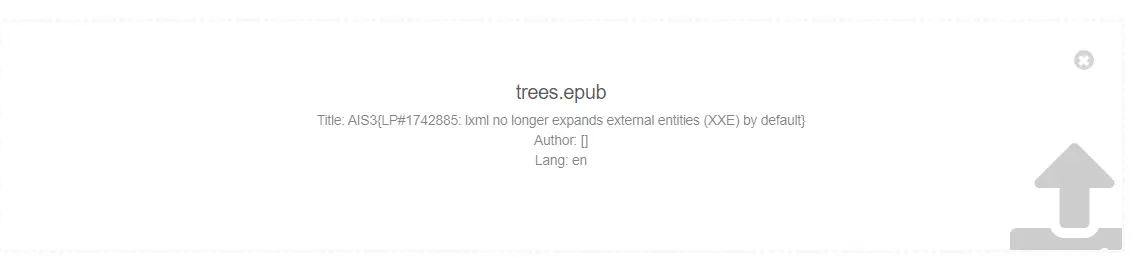 trees.epub
Title: AIS3{LP#1742885: lxml no longer expands external entities (XXE) by default}
Author: []
Lang: en